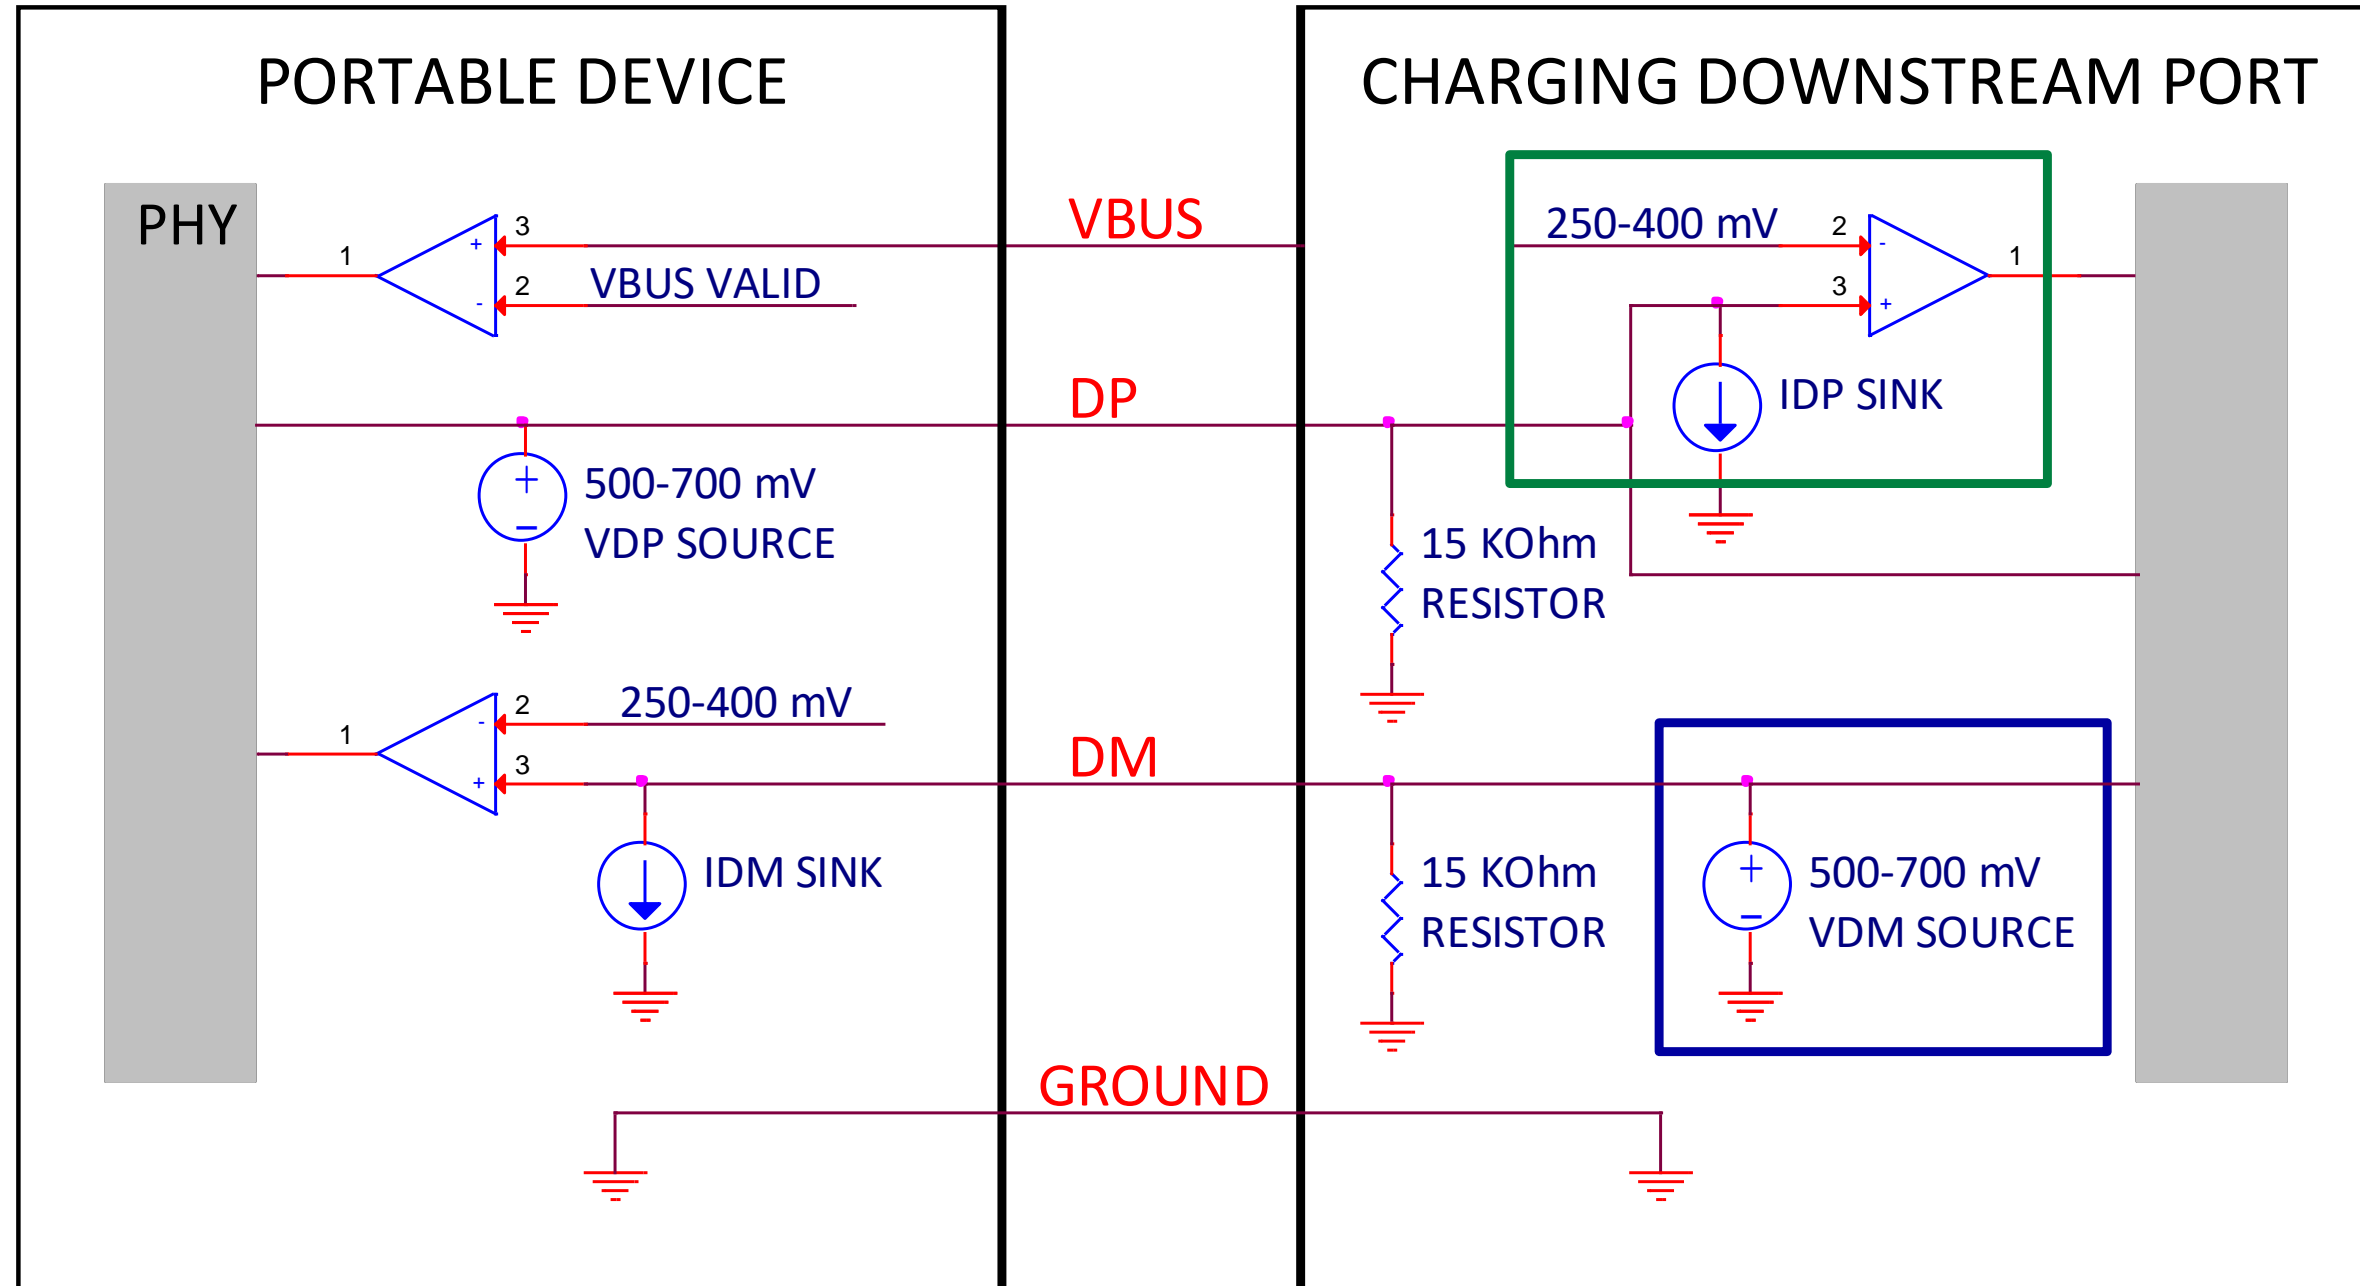 PORTABLE DEVICE
CHARGING DOWNSTREAM PORT
PHY
1
+
3
-
2
VBUS VALID
VBUS
250-400 mV
2
-
3
+
1
IDP SINK
DP
+
500-700 mV
VDP SOURCE
15 KOhm
RESISTOR
1
-
2
250-400 mV
+
3
IDM SINK
DM
15 KOhm
RESISTOR
+
500-700 mV
VDM SOURCE
GROUND